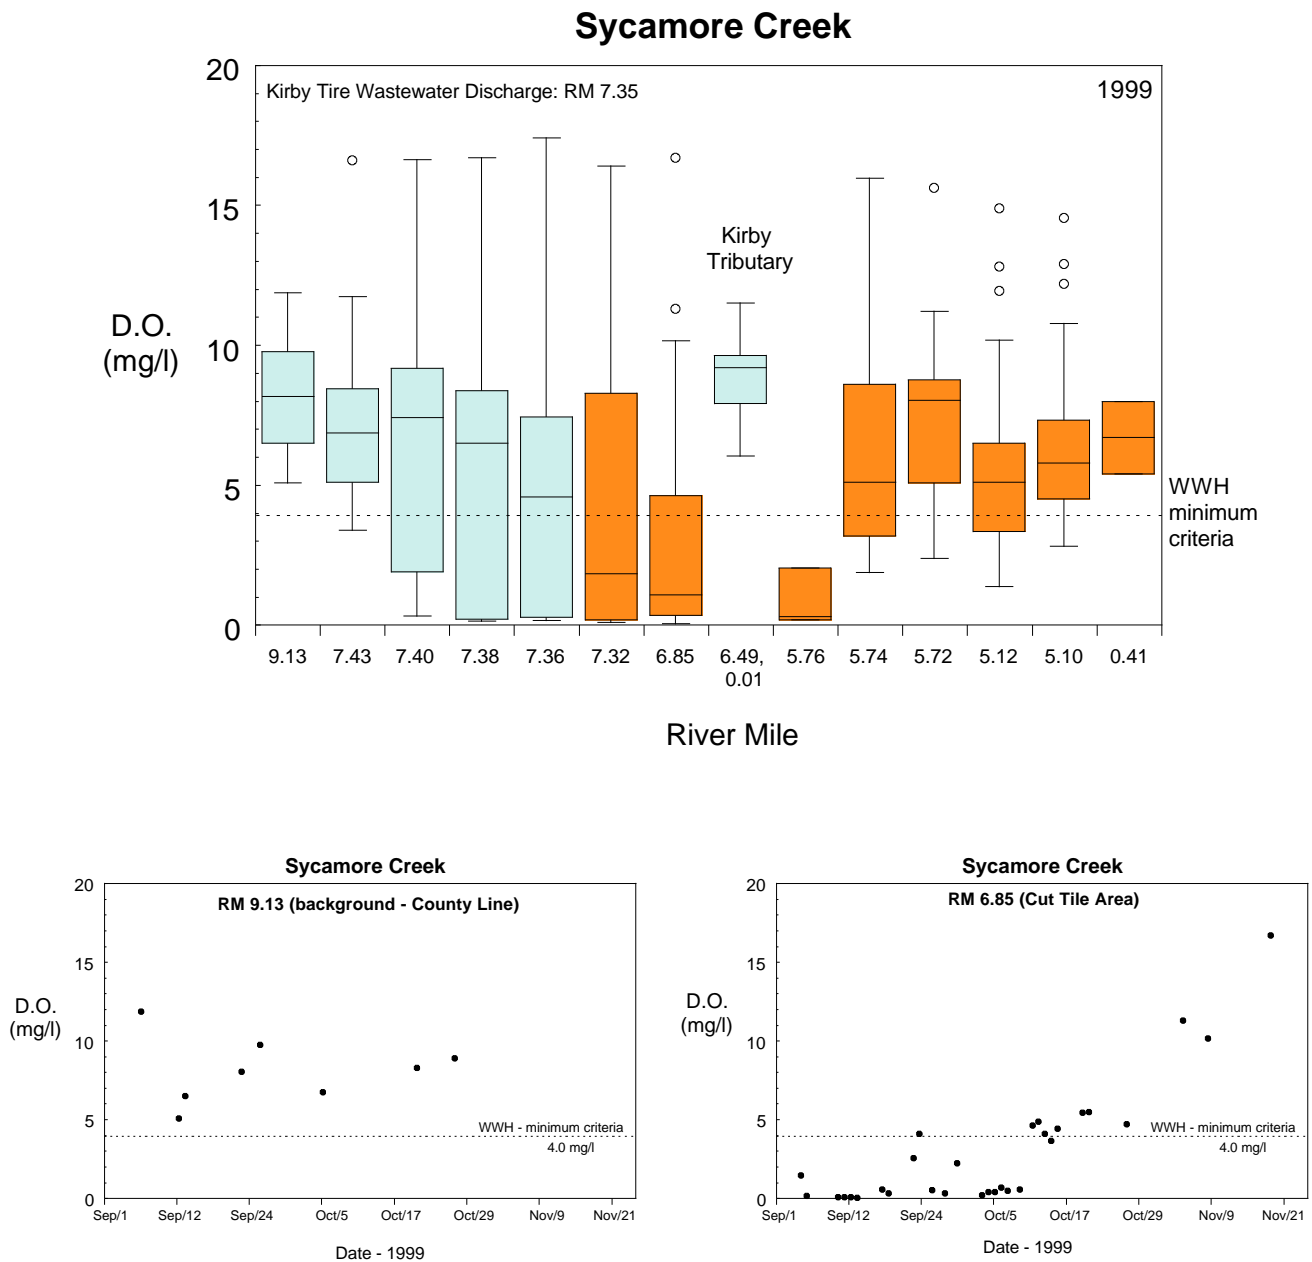 Sycamore Creek
Kirby Tire Wastewater Discharge: RM 7.35
1999
20
15
10
5
0
D.O.
(mg/l)
Kirby
Tributary
WWH
minimum
criteria
9.13 7.43 7.40 7.38 7.36 7.32 6.85 6.49, 5.76 5.74 5.72 5.12 5.10 0.41
0.01
River Mile
Sycamore Creek
RM 9.13 (background - County Line)
20
15
10
5
0
D.O.
(mg/l)
WWH - minimum criteria
4.0 mg/l
Sep/1 Sep/12 Sep/24 Oct/5 Oct/17 Oct/29 Nov/9 Nov/21
Date - 1999
Sycamore Creek
RM 6.85 (Cut Tile Area)
20
15
10
5
0
D.O.
(mg/l)
WWH - minimum criteria
4.0 mg/l
Sep/1 Sep/12 Sep/24 Oct/5 Oct/17 Oct/29 Nov/9 Nov/21
Date - 1999